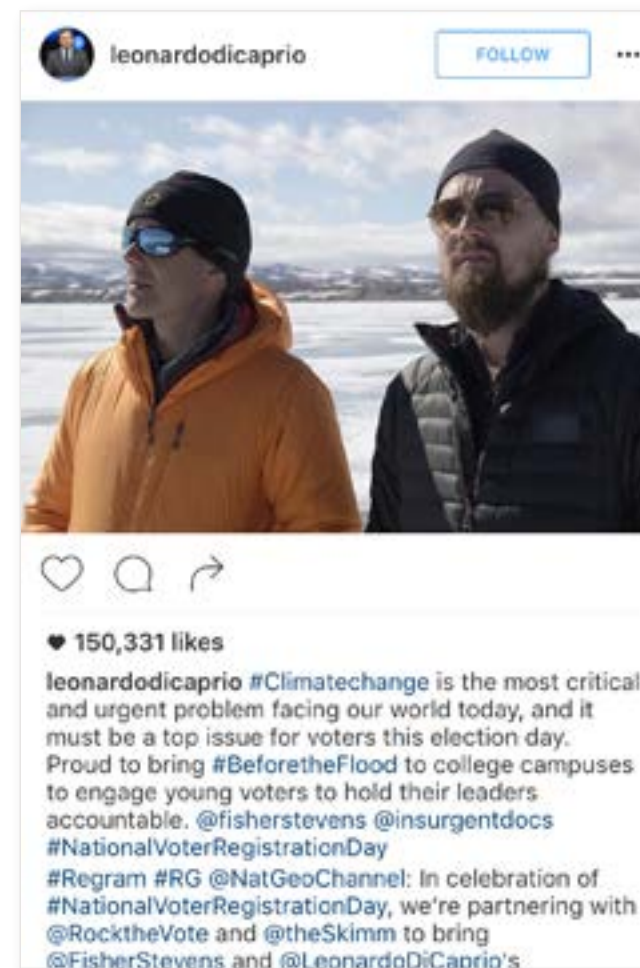 leonardodicaprio
FOLLOW
150,331 likes
leonardodicaprio #Climatechange is the most critical
and urgent problem facing our world today, and it
must be a top issue for voters this election day.
Proud to bring #BeforetheFlood to college campuses
to engage young voters to hold their leaders
accountable. @fisherstevens @insurgentdocs
#NationalVoterRegistrationDay
#Regram #RG @NatGeoChannel: In celebration of
#NationalVoterRegistrationDay, we're partnering with
@RocktheVote and @theSkimm to bring
@FisherStevens and @LeonardoDiCaprio's